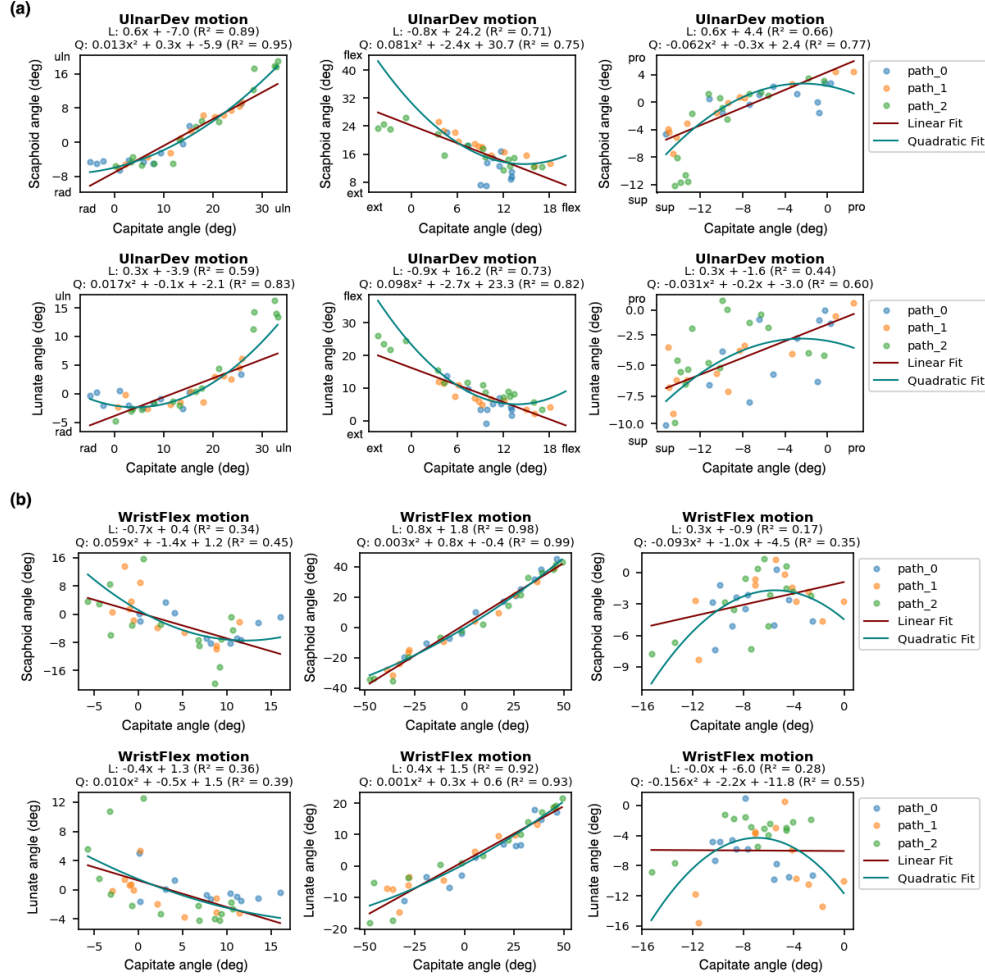 (a)
UlnarDev motion
L: 0.6x + -7.0 (R² = 0.89)
Q: 0.013x² + 0.3x + -5.9 (R² = 0.95)
Scaphoid angle (deg)
uln
16
8
0
−8
rad
rad
0
10
20
30
uln
Capitate angle (deg)
UlnarDev motion
L: -0.8x + 24.2 (R² = 0.71)
Q: 0.081x² + -2.4x + 30.7 (R² = 0.75)
Scaphoid angle (deg)
flex
40
32
24
16
8
ext
ext
0
6
12
18
flex
Capitate angle (deg)
UlnarDev motion
L: 0.6x + 4.4 (R² = 0.66)
Q: -0.062x² + -0.3x + 2.4 (R² = 0.77)
Scaphoid angle (deg)
pro
4
0
−4
−8
−12
sup
sup
−12
−8
−4
0
pro
Capitate angle (deg)
path_0
path_1
path_2
Linear Fit
Quadratic Fit
UlnarDev motion
L: 0.3x + -3.9 (R² = 0.59)
Q: 0.017x² + -0.1x + -2.1 (R² = 0.83)
Lunate angle (deg)
uln
15
10
5
0
−5
rad
rad
0
10
20
30
uln
Capitate angle (deg)
UlnarDev motion
L: -0.9x + 16.2 (R² = 0.73)
Q: 0.098x² + -2.7x + 23.3 (R² = 0.82)
Lunate angle (deg)
flex
30
20
10
0
ext
ext
0
6
12
18
flex
Capitate angle (deg)
UlnarDev motion
L: 0.3x + -1.6 (R² = 0.44)
Q: -0.031x² + -0.2x + -3.0 (R² = 0.60)
Lunate angle (deg)
pro
0.0
−2.5
−5.0
−7.5
−10.0
sup
sup
−12
−8
−4
0
pro
Capitate angle (deg)
path_0
path_1
path_2
Linear Fit
Quadratic Fit
(b)
WristFlex motion
L: -0.7x + 0.4 (R² = 0.34)
Q: 0.059x² + -1.4x + 1.2 (R² = 0.45)
Scaphoid angle (deg)
16
8
0
−8
−16
−5
0
5
10
15
Capitate angle (deg)
WristFlex motion
L: 0.8x + 1.8 (R² = 0.98)
Q: 0.003x² + 0.8x + -0.4 (R² = 0.99)
Scaphoid angle (deg)
40
20
0
−20
−40
−50
−25
0
25
50
Capitate angle (deg)
WristFlex motion
L: 0.3x + -0.9 (R² = 0.17)
Q: -0.093x² + -1.0x + -4.5 (R² = 0.35)
Scaphoid angle (deg)
0
−3
−6
−9
−16
−12
−8
−4
0
Capitate angle (deg)
path_0
path_1
path_2
Linear Fit
Quadratic Fit
WristFlex motion
L: -0.4x + 1.3 (R² = 0.36)
Q: 0.010x² + -0.5x + 1.5 (R² = 0.39)
Lunate angle (deg)
12
8
4
0
−4
−5
0
5
10
15
Capitate angle (deg)
WristFlex motion
L: 0.4x + 1.5 (R² = 0.92)
Q: 0.001x² + 0.3x + 0.6 (R² = 0.93)
Lunate angle (deg)
20
10
0
−10
−20
−50
−25
0
25
50
Capitate angle (deg)
WristFlex motion
L: -0.0x + -6.0 (R² = 0.28)
Q: -0.156x² + -2.2x + -11.8 (R² = 0.55)
Lunate angle (deg)
0
−4
−8
−12
−16
−16
−12
−8
−4
0
Capitate angle (deg)
path_0
path_1
path_2
Linear Fit
Quadratic Fit